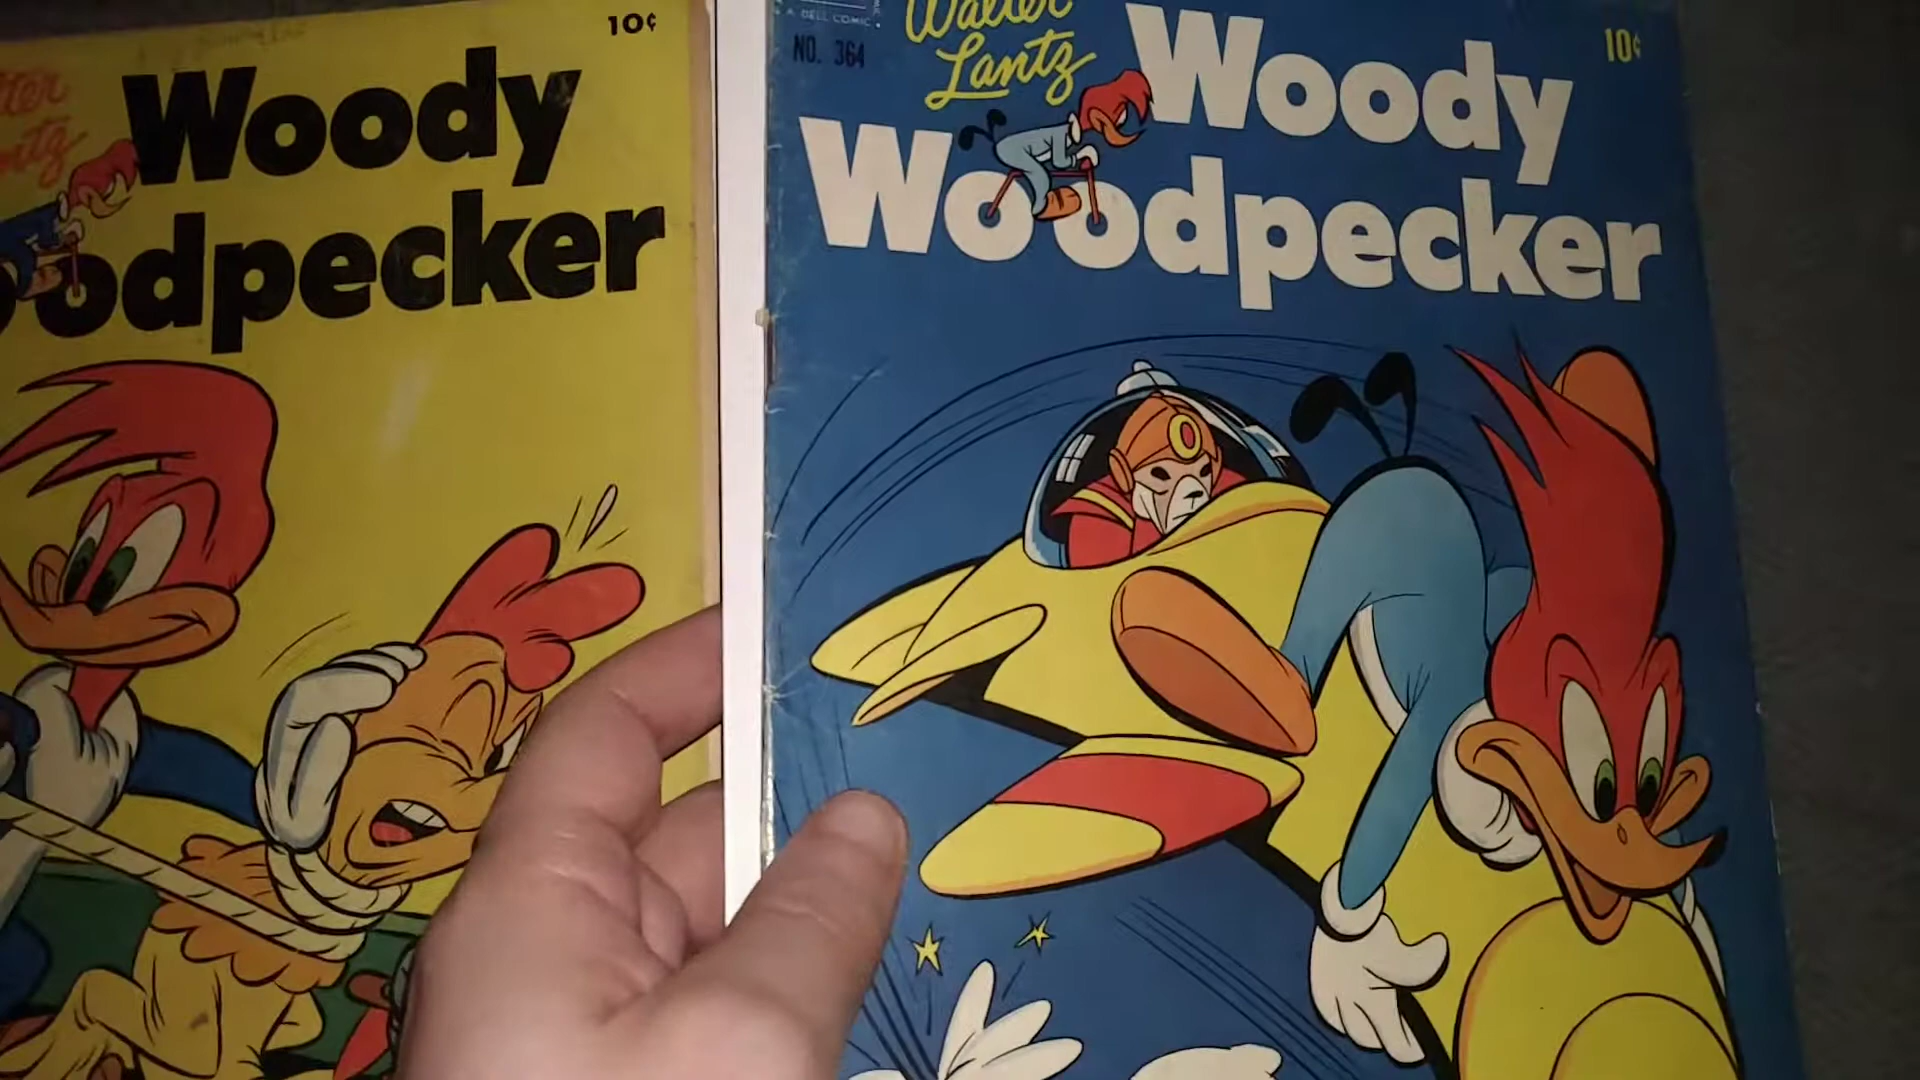 10¢
Woody
odpecker
A DELL COMIC
NO. 364
Walter
Lantz
10¢
Woody
Woodpecker